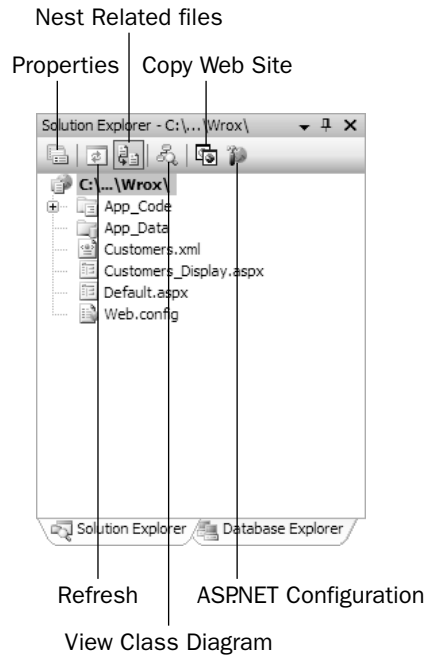 Nest Related files
Properties Copy Web Site
Solution Explorer - C:\...\Wrox\
C:\...\Wrox\
App_Code
App_Data
Customers.xml
Customers_Display.aspx
Default.aspx
Web.config
Solution Explorer Database Explorer
Refresh ASP.NET Configuration
View Class Diagram